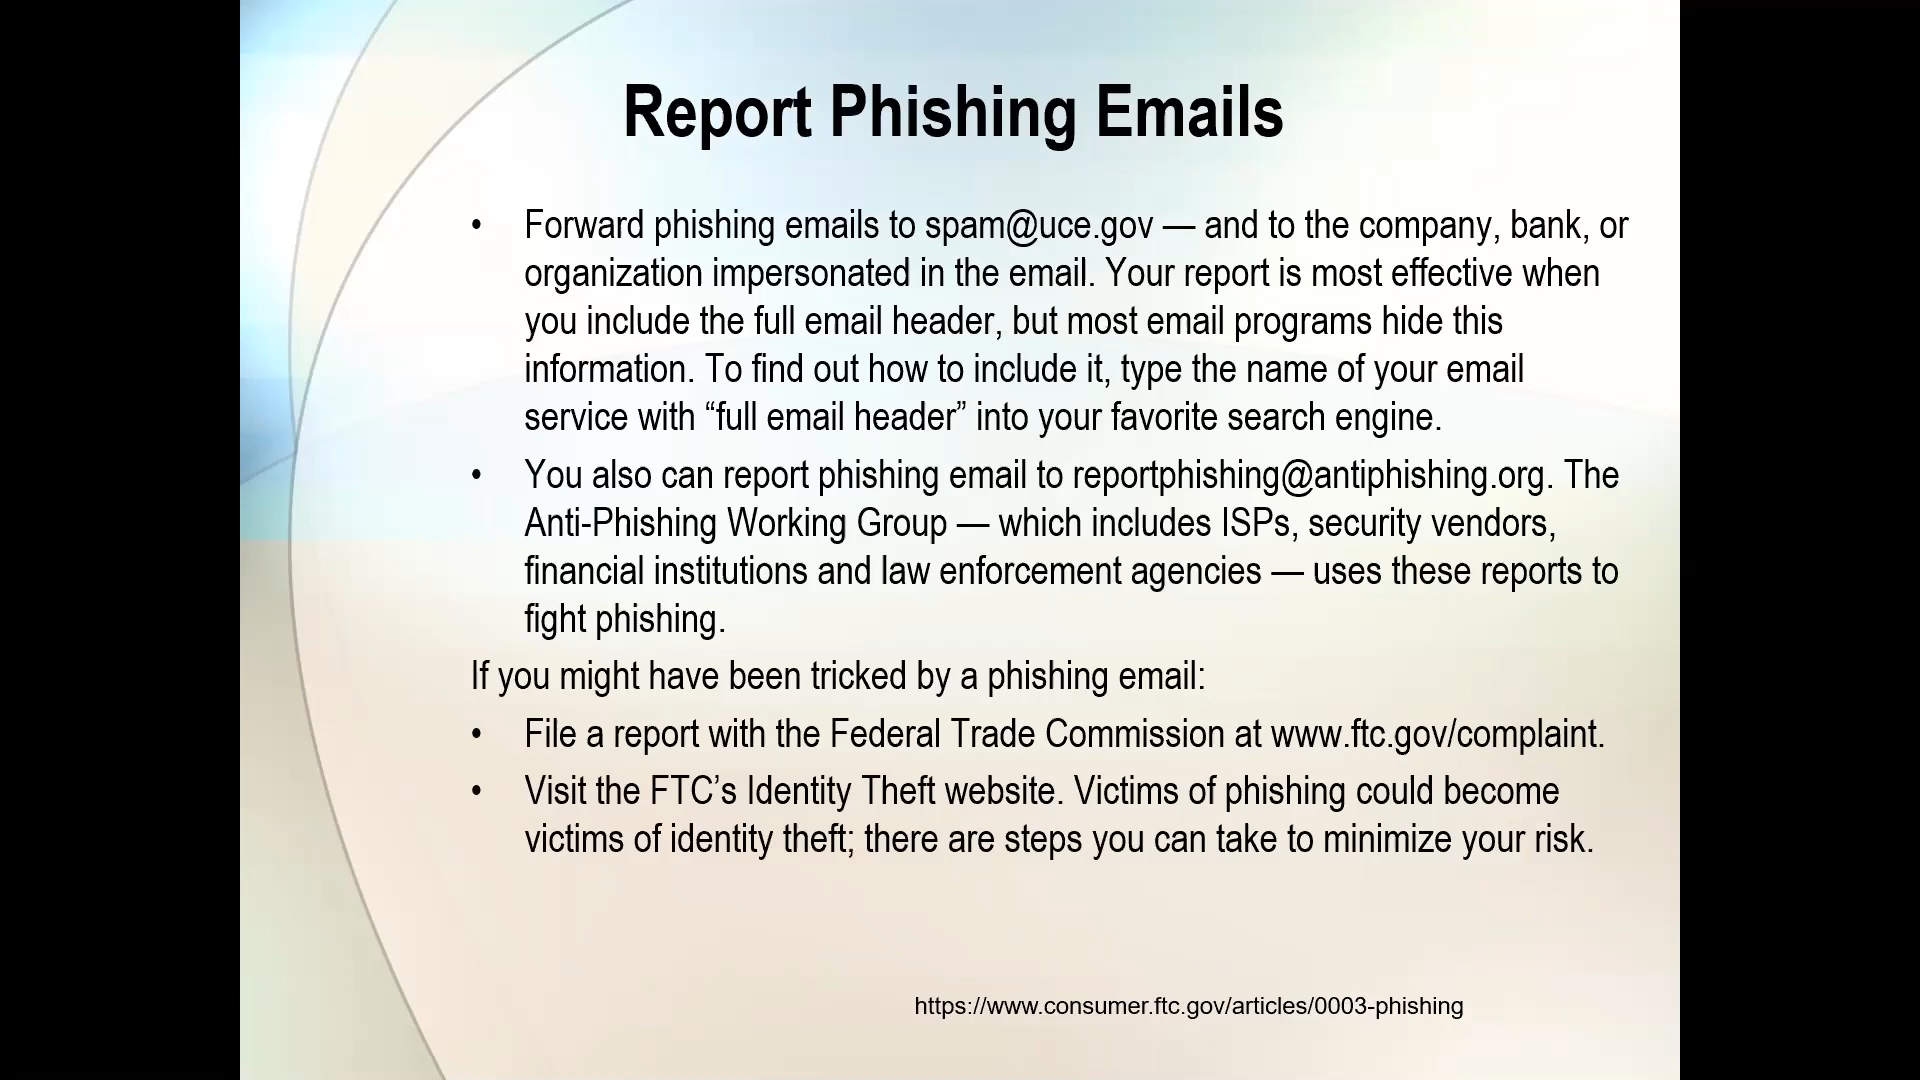 Report Phishing Emails
• Forward phishing emails to spam@uce.gov — and to the company, bank, or
organization impersonated in the email. Your report is most effective when
you include the full email header, but most email programs hide this
information. To find out how to include it, type the name of your email
service with “full email header” into your favorite search engine.
• You also can report phishing email to reportphishing@antiphishing.org. The
Anti-Phishing Working Group — which includes ISPs, security vendors,
financial institutions and law enforcement agencies — uses these reports to
fight phishing.
If you might have been tricked by a phishing email:
• File a report with the Federal Trade Commission at www.ftc.gov/complaint.
• Visit the FTC’s Identity Theft website. Victims of phishing could become
victims of identity theft; there are steps you can take to minimize your risk.
https://www.consumer.ftc.gov/articles/0003-phishing